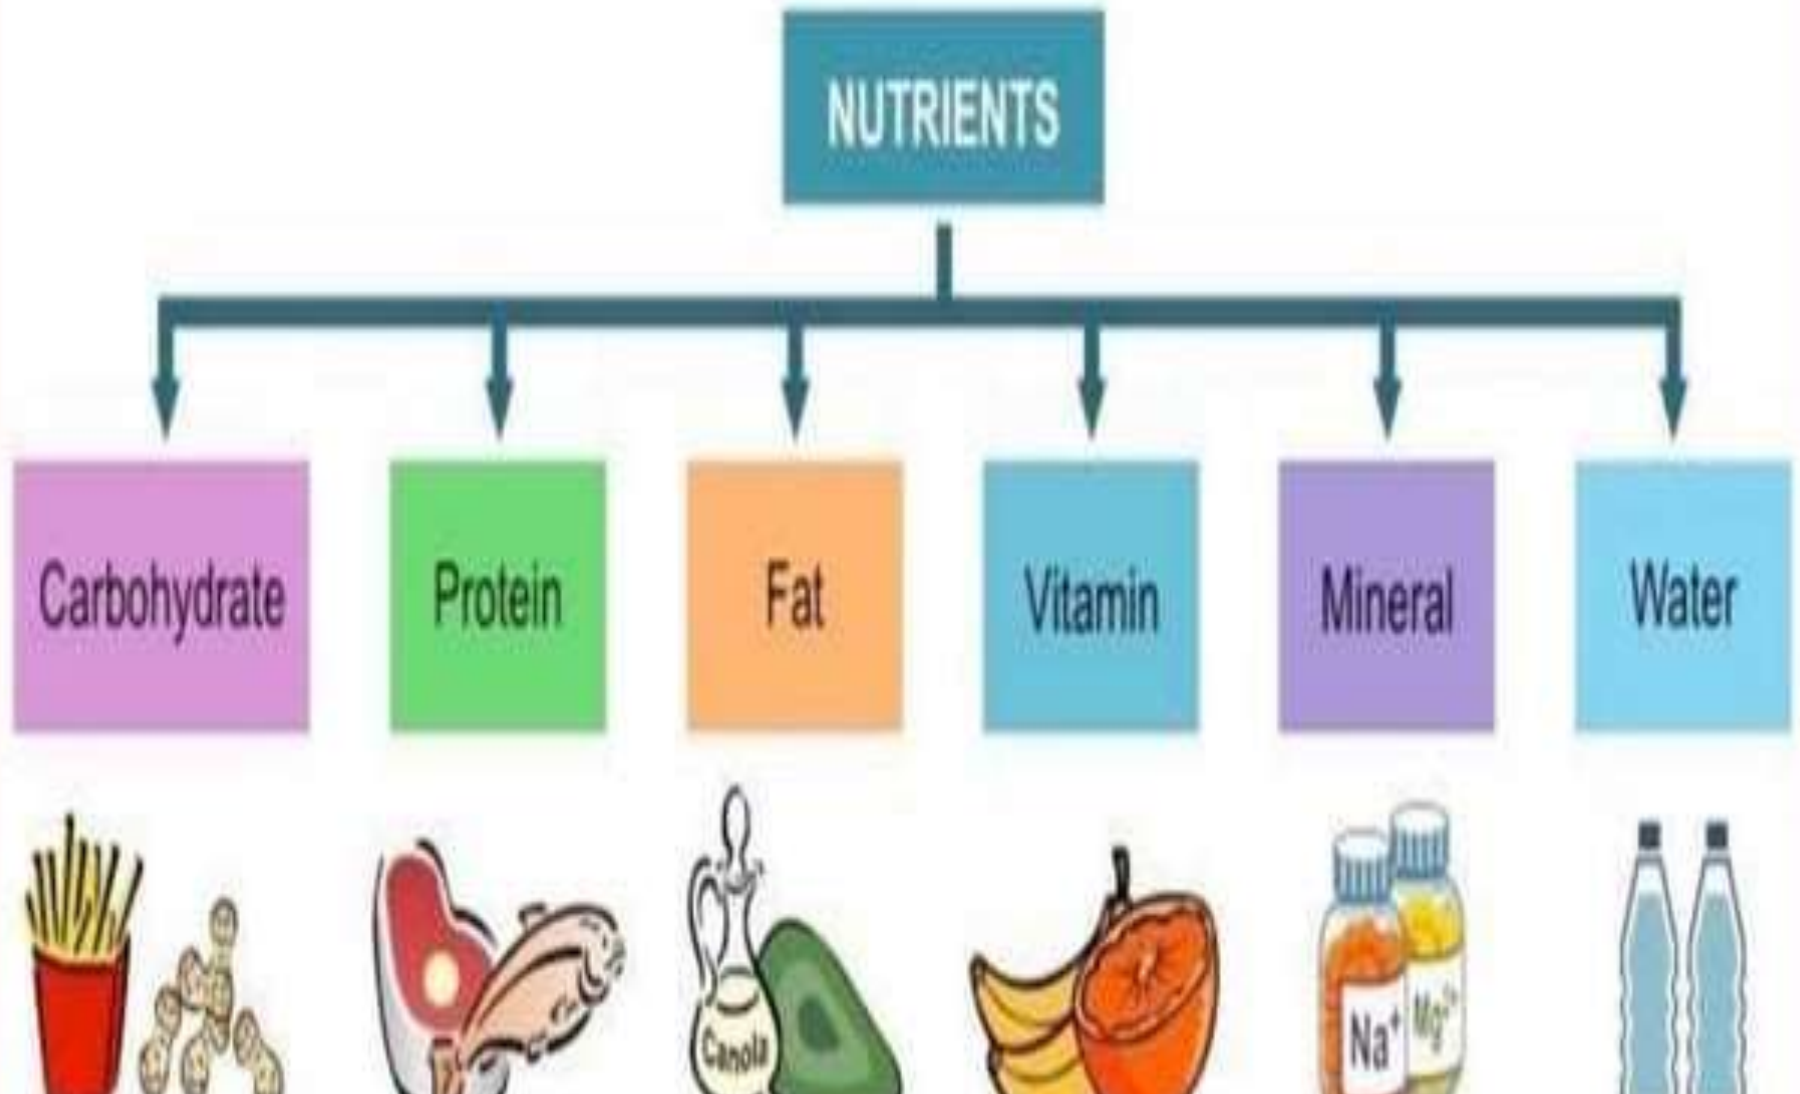 NUTRIENTS
Carbohydrate
Protein
Fat
Vitamin
Mineral
Water
Canola
Na⁺
Mg²⁺